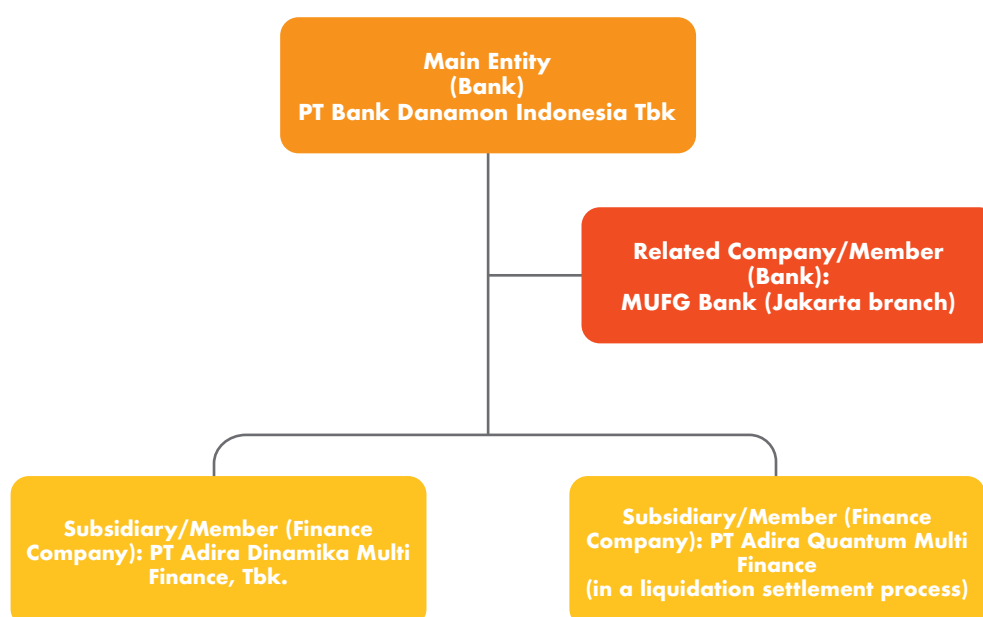 Main Entity
(Bank)
PT Bank Danamon Indonesia Tbk
Related Company/Member
(Bank):
MUFG Bank (Jakarta branch)
Subsidiary/Member (Finance
Company): PT Adira Dinamika Multi
Finance, Tbk.
Subsidiary/Member (Finance
Company): PT Adira Quantum Multi
Finance
(in a liquidation settlement process)